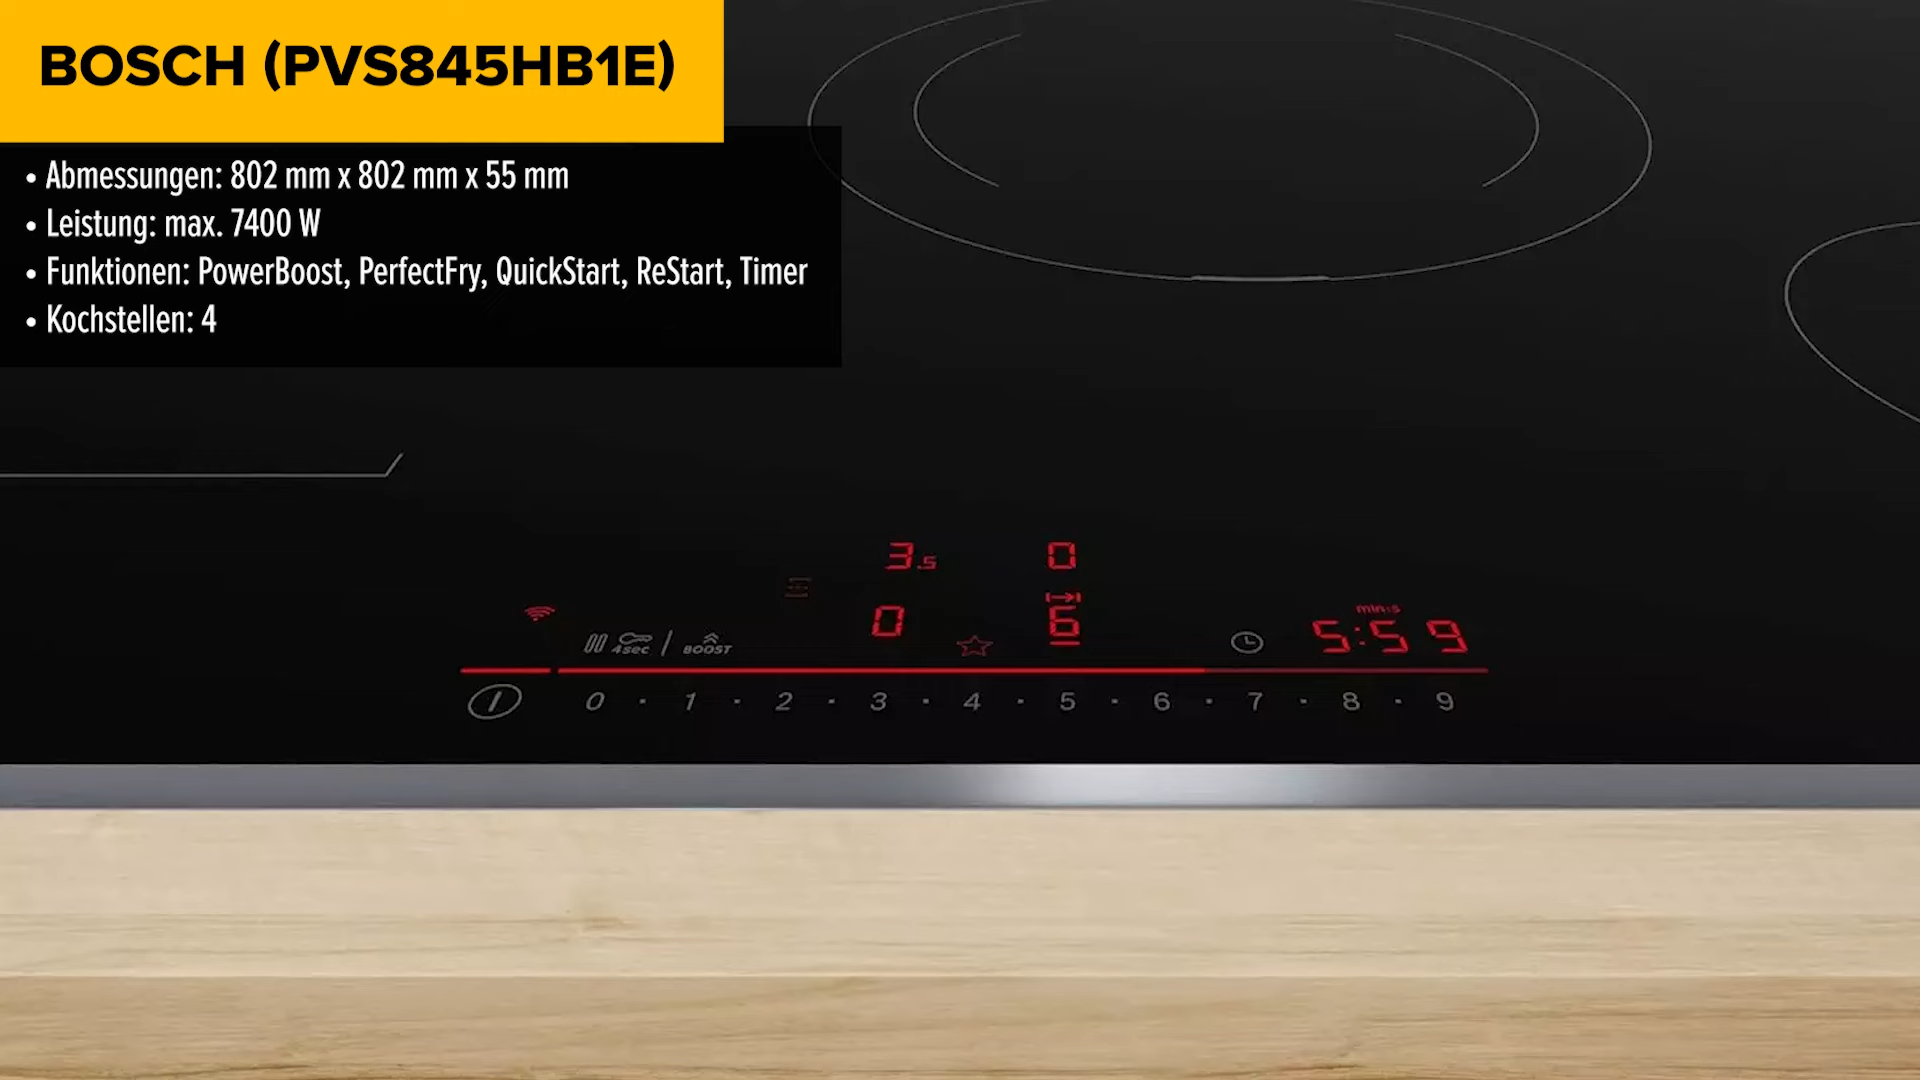 BOSCH (PVS845HB1E)
• Abmessungen: 802 mm x 802 mm x 55 mm
• Leistung: max. 7400 W
• Funktionen: PowerBoost, PerfectFry, QuickStart, ReStart, Timer
• Kochstellen: 4
3.5 0
0 6
min:s
4sec BOOST 5:59
0 · 1 · 2 · 3 · 4 · 5 · 6 · 7 · 8 · 9